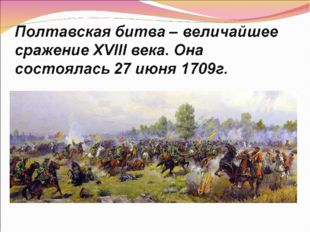 Полтавская битва – величайшее
сражение XVIII века. Она
состоялась 27 июня 1709г.